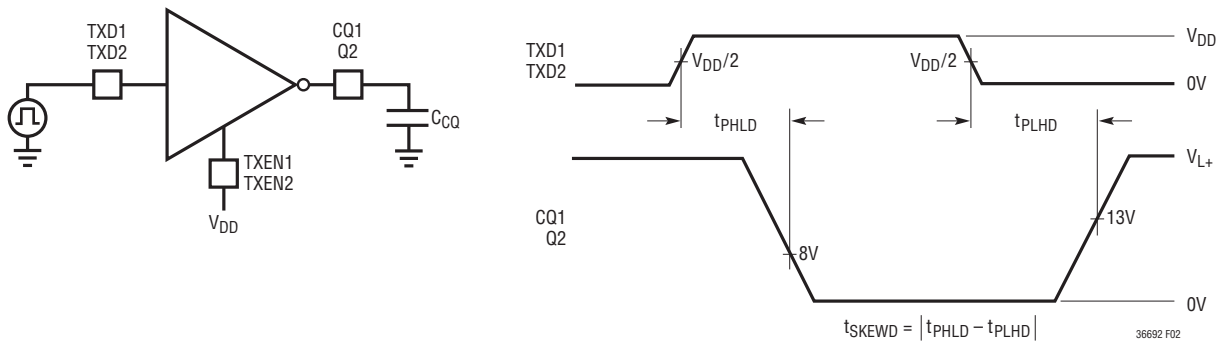 TXD1
TXD2
CQ1
Q2
CCQ
TXEN1
TXEN2
VDD
TXD1
TXD2
VDD/2
VDD/2
VDD
0V
tPHLD
tPLHD
VL+
CQ1
Q2
8V
13V
0V
tSKEWD = |tPHLD – tPLHD|
36692 F02